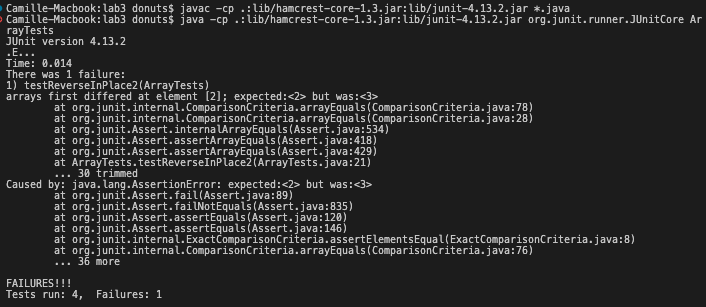 Camille-Macbook:lab3 donuts$ javac -cp .:lib/hamcrest-core-1.3.jar:lib/junit-4.13.2.jar *.java
Camille-Macbook:lab3 donuts$ java -cp .:lib/hamcrest-core-1.3.jar:lib/junit-4.13.2.jar org.junit.runner.JUnitCore Ar
rayTests
JUnit version 4.13.2
.E...
Time: 0.014
There was 1 failure:
1) testReverseInPlace2(ArrayTests)
arrays first differed at element [2]; expected:<2> but was:<3>
at org.junit.internal.ComparisonCriteria.arrayEquals(ComparisonCriteria.java:78)
at org.junit.internal.ComparisonCriteria.arrayEquals(ComparisonCriteria.java:28)
at org.junit.Assert.internalArrayEquals(Assert.java:534)
at org.junit.Assert.assertArrayEquals(Assert.java:418)
at org.junit.Assert.assertArrayEquals(Assert.java:429)
at ArrayTests.testReverseInPlace2(ArrayTests.java:21)
... 30 trimmed
Caused by: java.lang.AssertionError: expected:<2> but was:<3>
at org.junit.Assert.fail(Assert.java:89)
at org.junit.Assert.failNotEquals(Assert.java:835)
at org.junit.Assert.assertEquals(Assert.java:120)
at org.junit.Assert.assertEquals(Assert.java:146)
at org.junit.internal.ExactComparisonCriteria.assertElementsEqual(ExactComparisonCriteria.java:8)
at org.junit.internal.ComparisonCriteria.arrayEquals(ComparisonCriteria.java:76)
... 36 more
FAILURES!!!
Tests run: 4,  Failures: 1